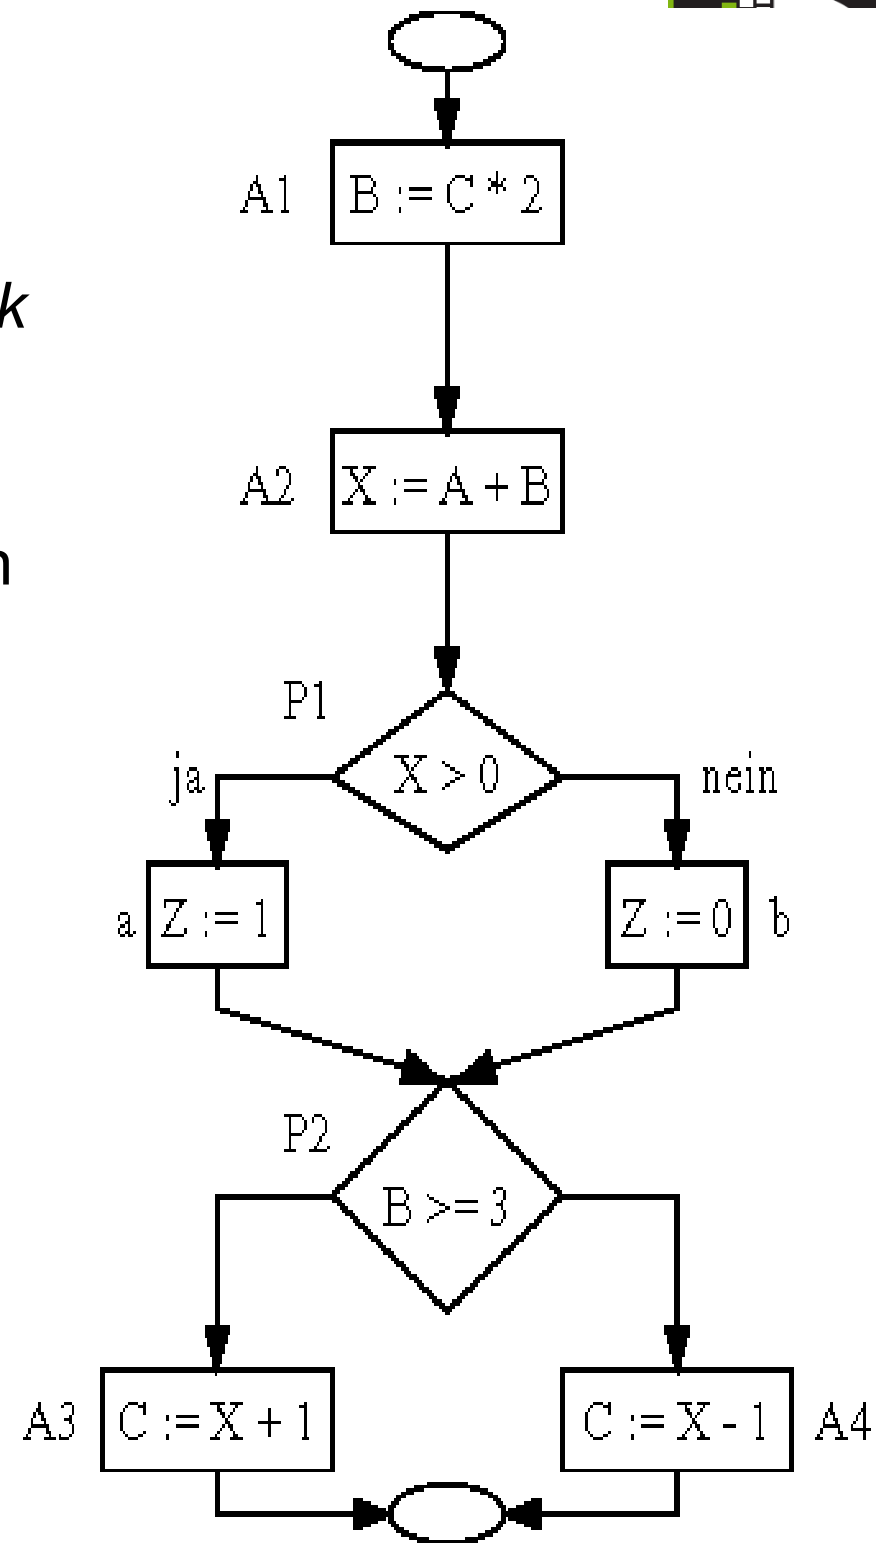 A1 B := C * 2
k
A2 X := A + B
n
P1
ja X > 0 nein
a Z := 1 Z := 0 b
P2
B >= 3
A3 C := X + 1 C := X - 1 A4